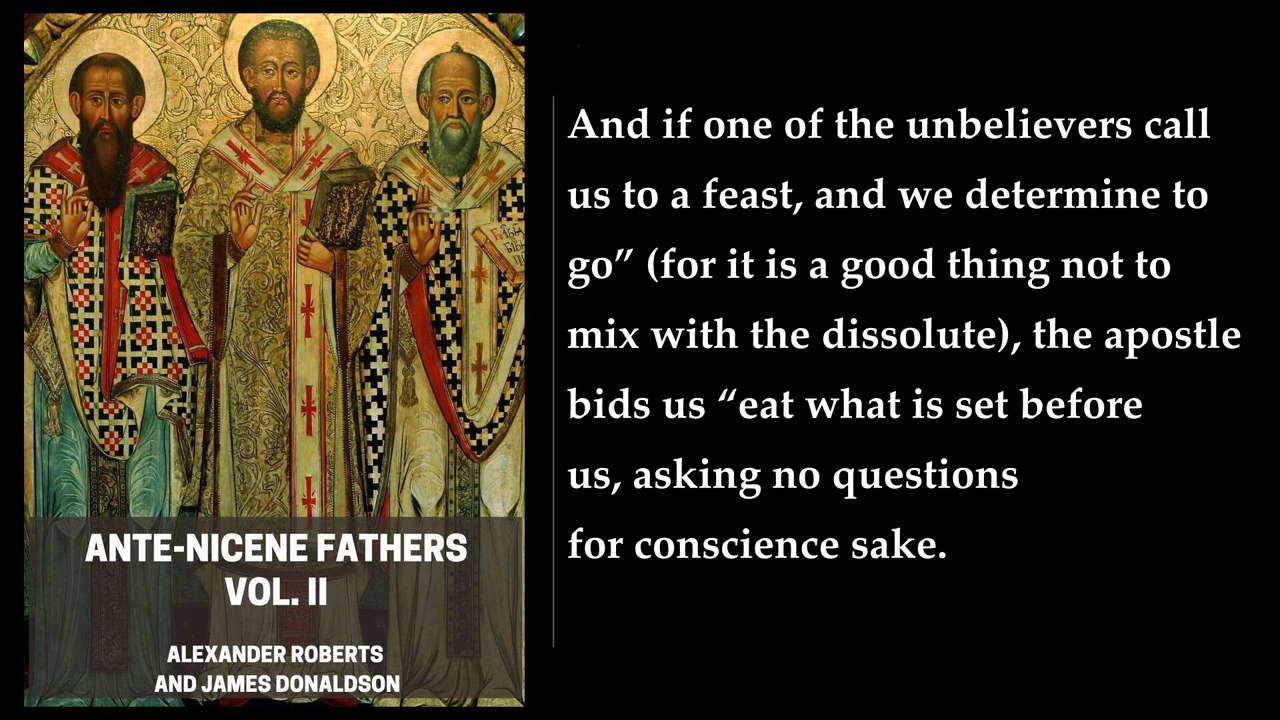 ANTE-NICENE FATHERS
VOL. II
ALEXANDER ROBERTS
AND JAMES DONALDSON
And if one of the unbelievers call
us to a feast, and we determine to
go” (for it is a good thing not to
mix with the dissolute), the apostle
bids us “eat what is set before
us, asking no questions
for conscience sake.